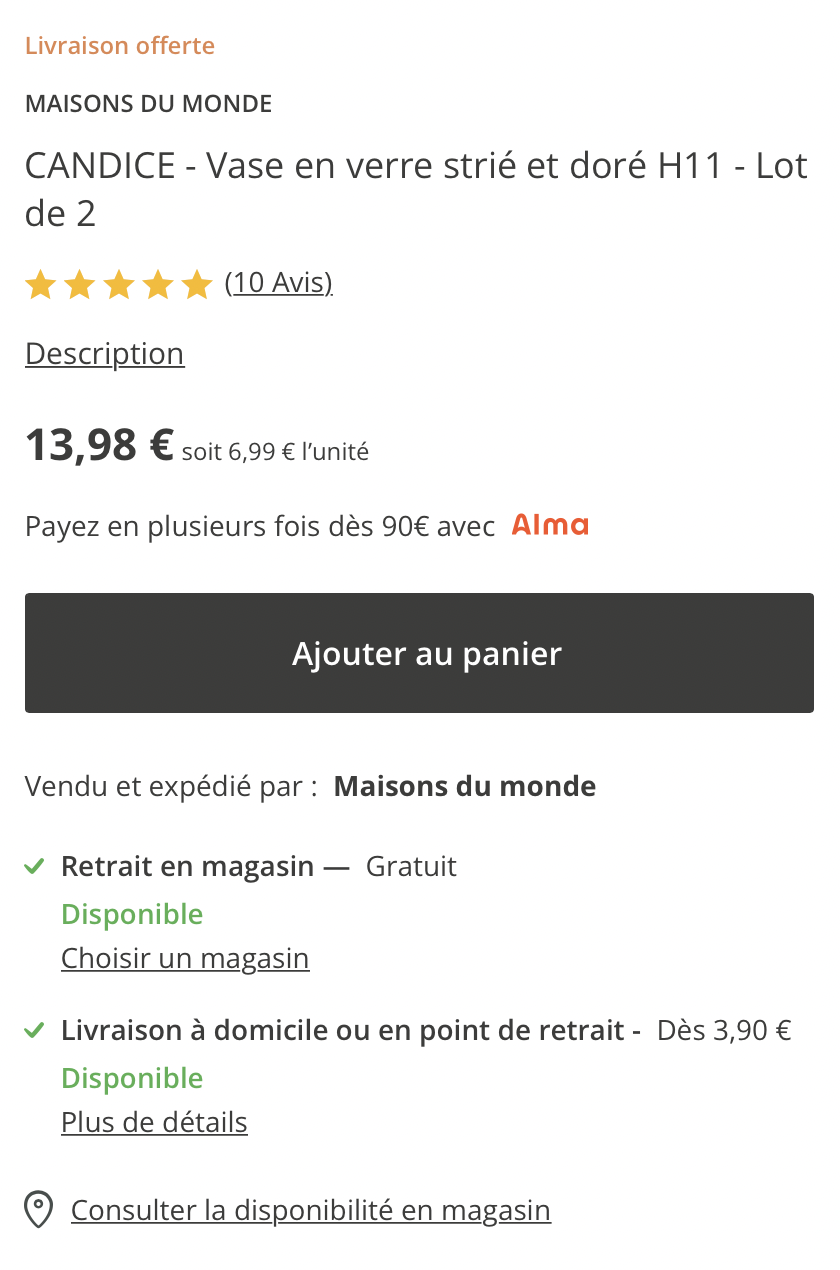 Livraison offerte
MAISONS DU MONDE
CANDICE - Vase en verre strié et doré H11 - Lot
de 2
(10 Avis)
Description
13,98 € soit 6,99 € l’unité
Payez en plusieurs fois dès 90€ avec Alma
Ajouter au panier
Vendu et expédié par : Maisons du monde
Retrait en magasin — Gratuit
Disponible
Choisir un magasin
Livraison à domicile ou en point de retrait - Dès 3,90 €
Disponible
Plus de détails
Consulter la disponibilité en magasin